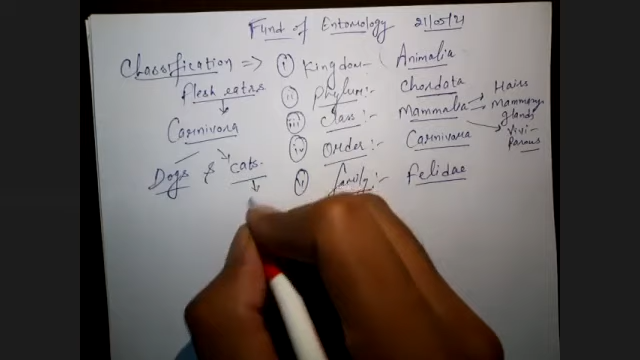 Fund of Entomology 21/05/21
Classification => (i) Kingdom - Animalia
flesh eaters (ii) Phylum - Chordata
Hairs
Carnivora (iii) Class :- Mammalia
Mammary
glands
Vivi-
Parous
(iv) Order :- Carnivora
Dogs & Cats. (v) family :- Felidae